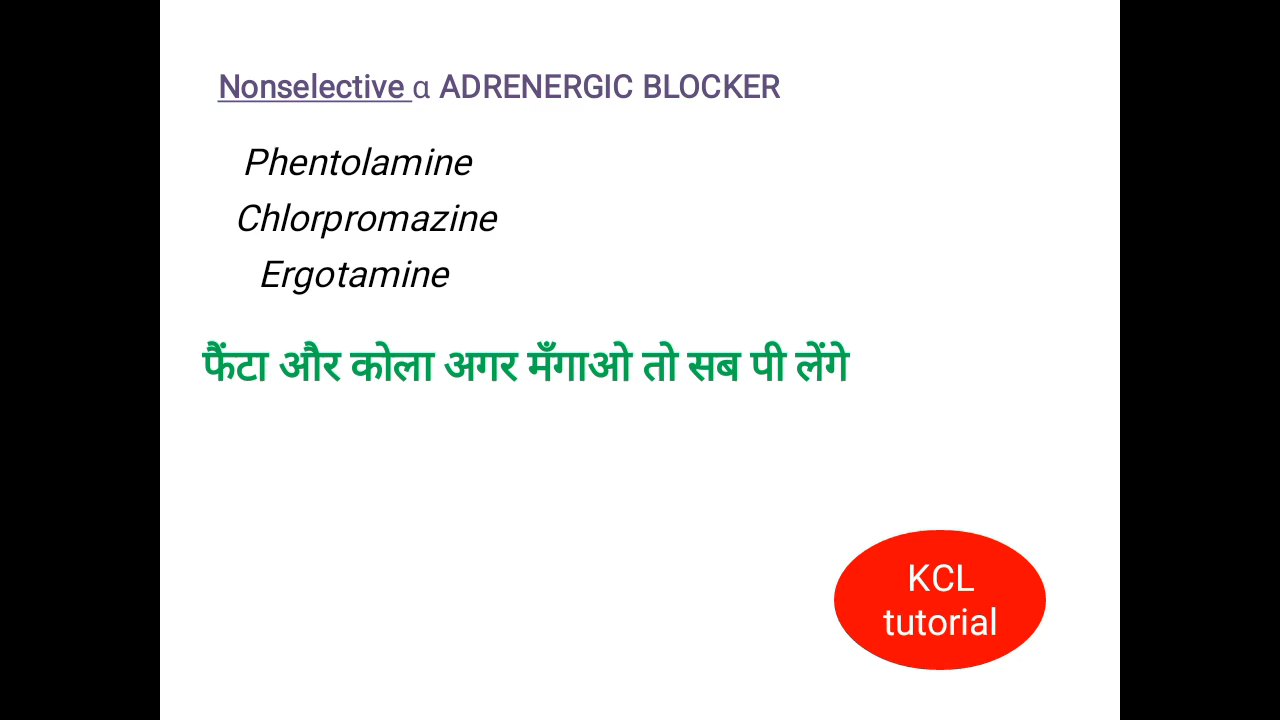 Nonselective α ADRENERGIC BLOCKER
Phentolamine
Chlorpromazine
Ergotamine
फैंटा और कोला अगर मँगाओ तो सब पी लेंगे
KCL
tutorial